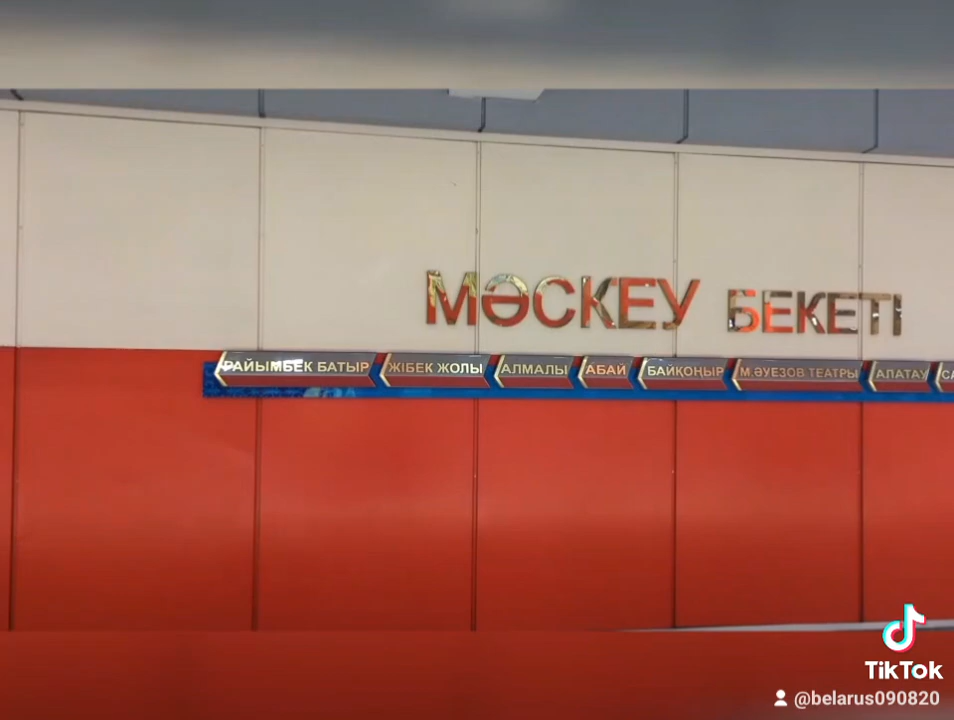 МӘСКЕУ БЕКЕТІ
РАЙЫМБЕК БАТЫР ЖІБЕК ЖОЛЫ АЛМАЛЫ АБАЙ БАЙҚОҢЫР М.ӘУЕЗОВ ТЕАТРЫ АЛАТАУ
TikTok
@belarus090820